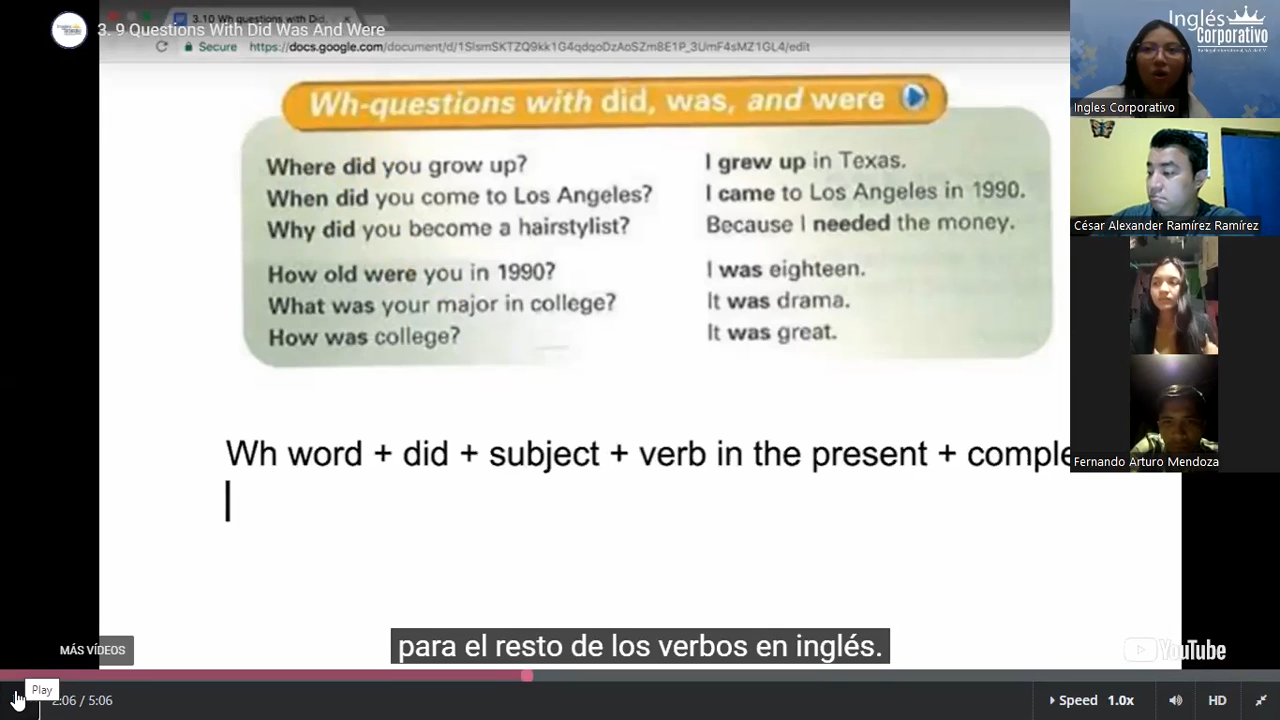 3.10 Wh questions with Did,
3. 9 Questions With Did Was And Were
Secure
https://docs.google.com/document/d/1SlsmSKTZQ9kk1G4qdqoDzAoSZm8E1P_3UmF4sMZ1GL4/edit
Wh-questions with did, was, and were
Where did you grow up?
I grew up in Texas.
When did you come to Los Angeles?
I came to Los Angeles in 1990.
Why did you become a hairstylist?
Because I needed the money.
How old were you in 1990?
I was eighteen.
What was your major in college?
It was drama.
How was college?
It was great.
Wh word + did + subject + verb in the present + comple
para el resto de los verbos en inglés.
MÁS VÍDEOS
YouTube
Play
2:06 / 5:06
Speed 1.0x
HD
Inglés
Corporativo
Ingles Corporativo
César Alexander Ramírez Ramírez
Fernando Arturo Mendoza